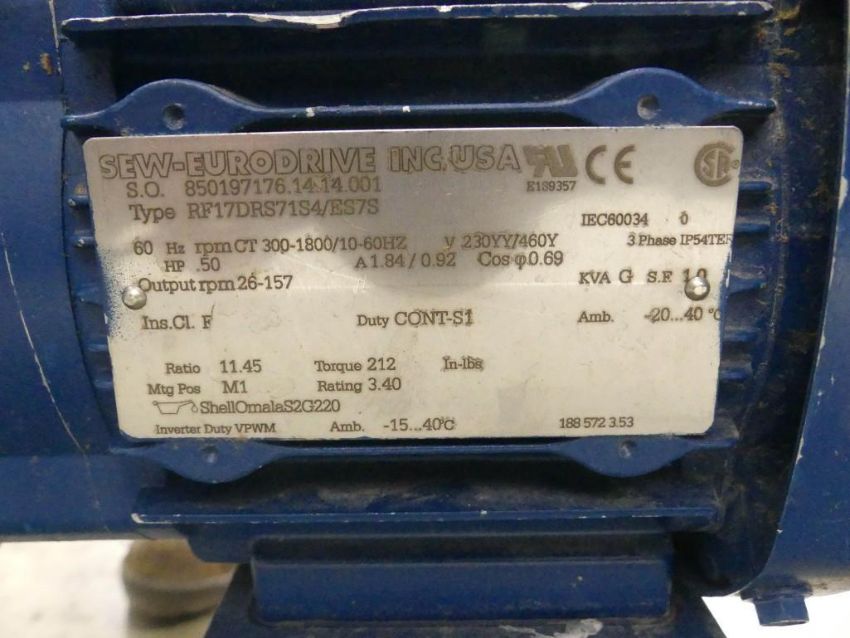 SEW-EURODRIVE INC. USA
E189357
S.O. 850197176.14.14.001
Type RF17DRS71S4/ES7S
IEC60034 0
60 Hz rpm CT 300-1800/10-60HZ V 230YY/460Y 3 Phase IP54TEF
HP .50 A 1.84 / 0.92 Cos φ 0.69
Output rpm 26-157 KVA G S.F. 1.0
Ins.Cl. F Duty CONT-S1 Amb. -20...40 °C
Ratio 11.45 Torque 212 In-lbs
Mtg Pos M1 Rating 3.40
ShellOmalaS2G220
Inverter Duty VPWM Amb. -15...40°C 188 572 3.53